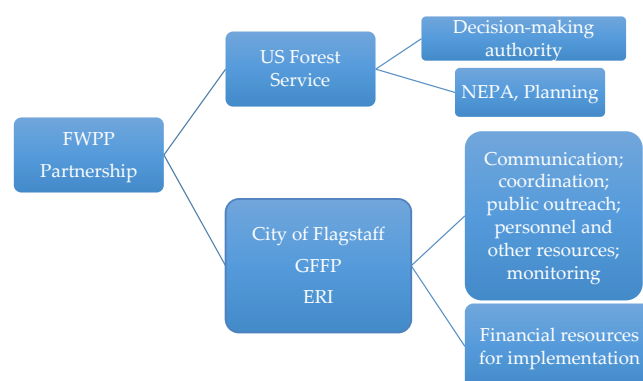 FWPP
Partnership
US Forest
Service
Decision-making
authority
NEPA, Planning
City of Flagstaff
GFFP
ERI
Communication;
coordination;
public outreach;
personnel and
other resources;
monitoring
Financial resources
for implementation